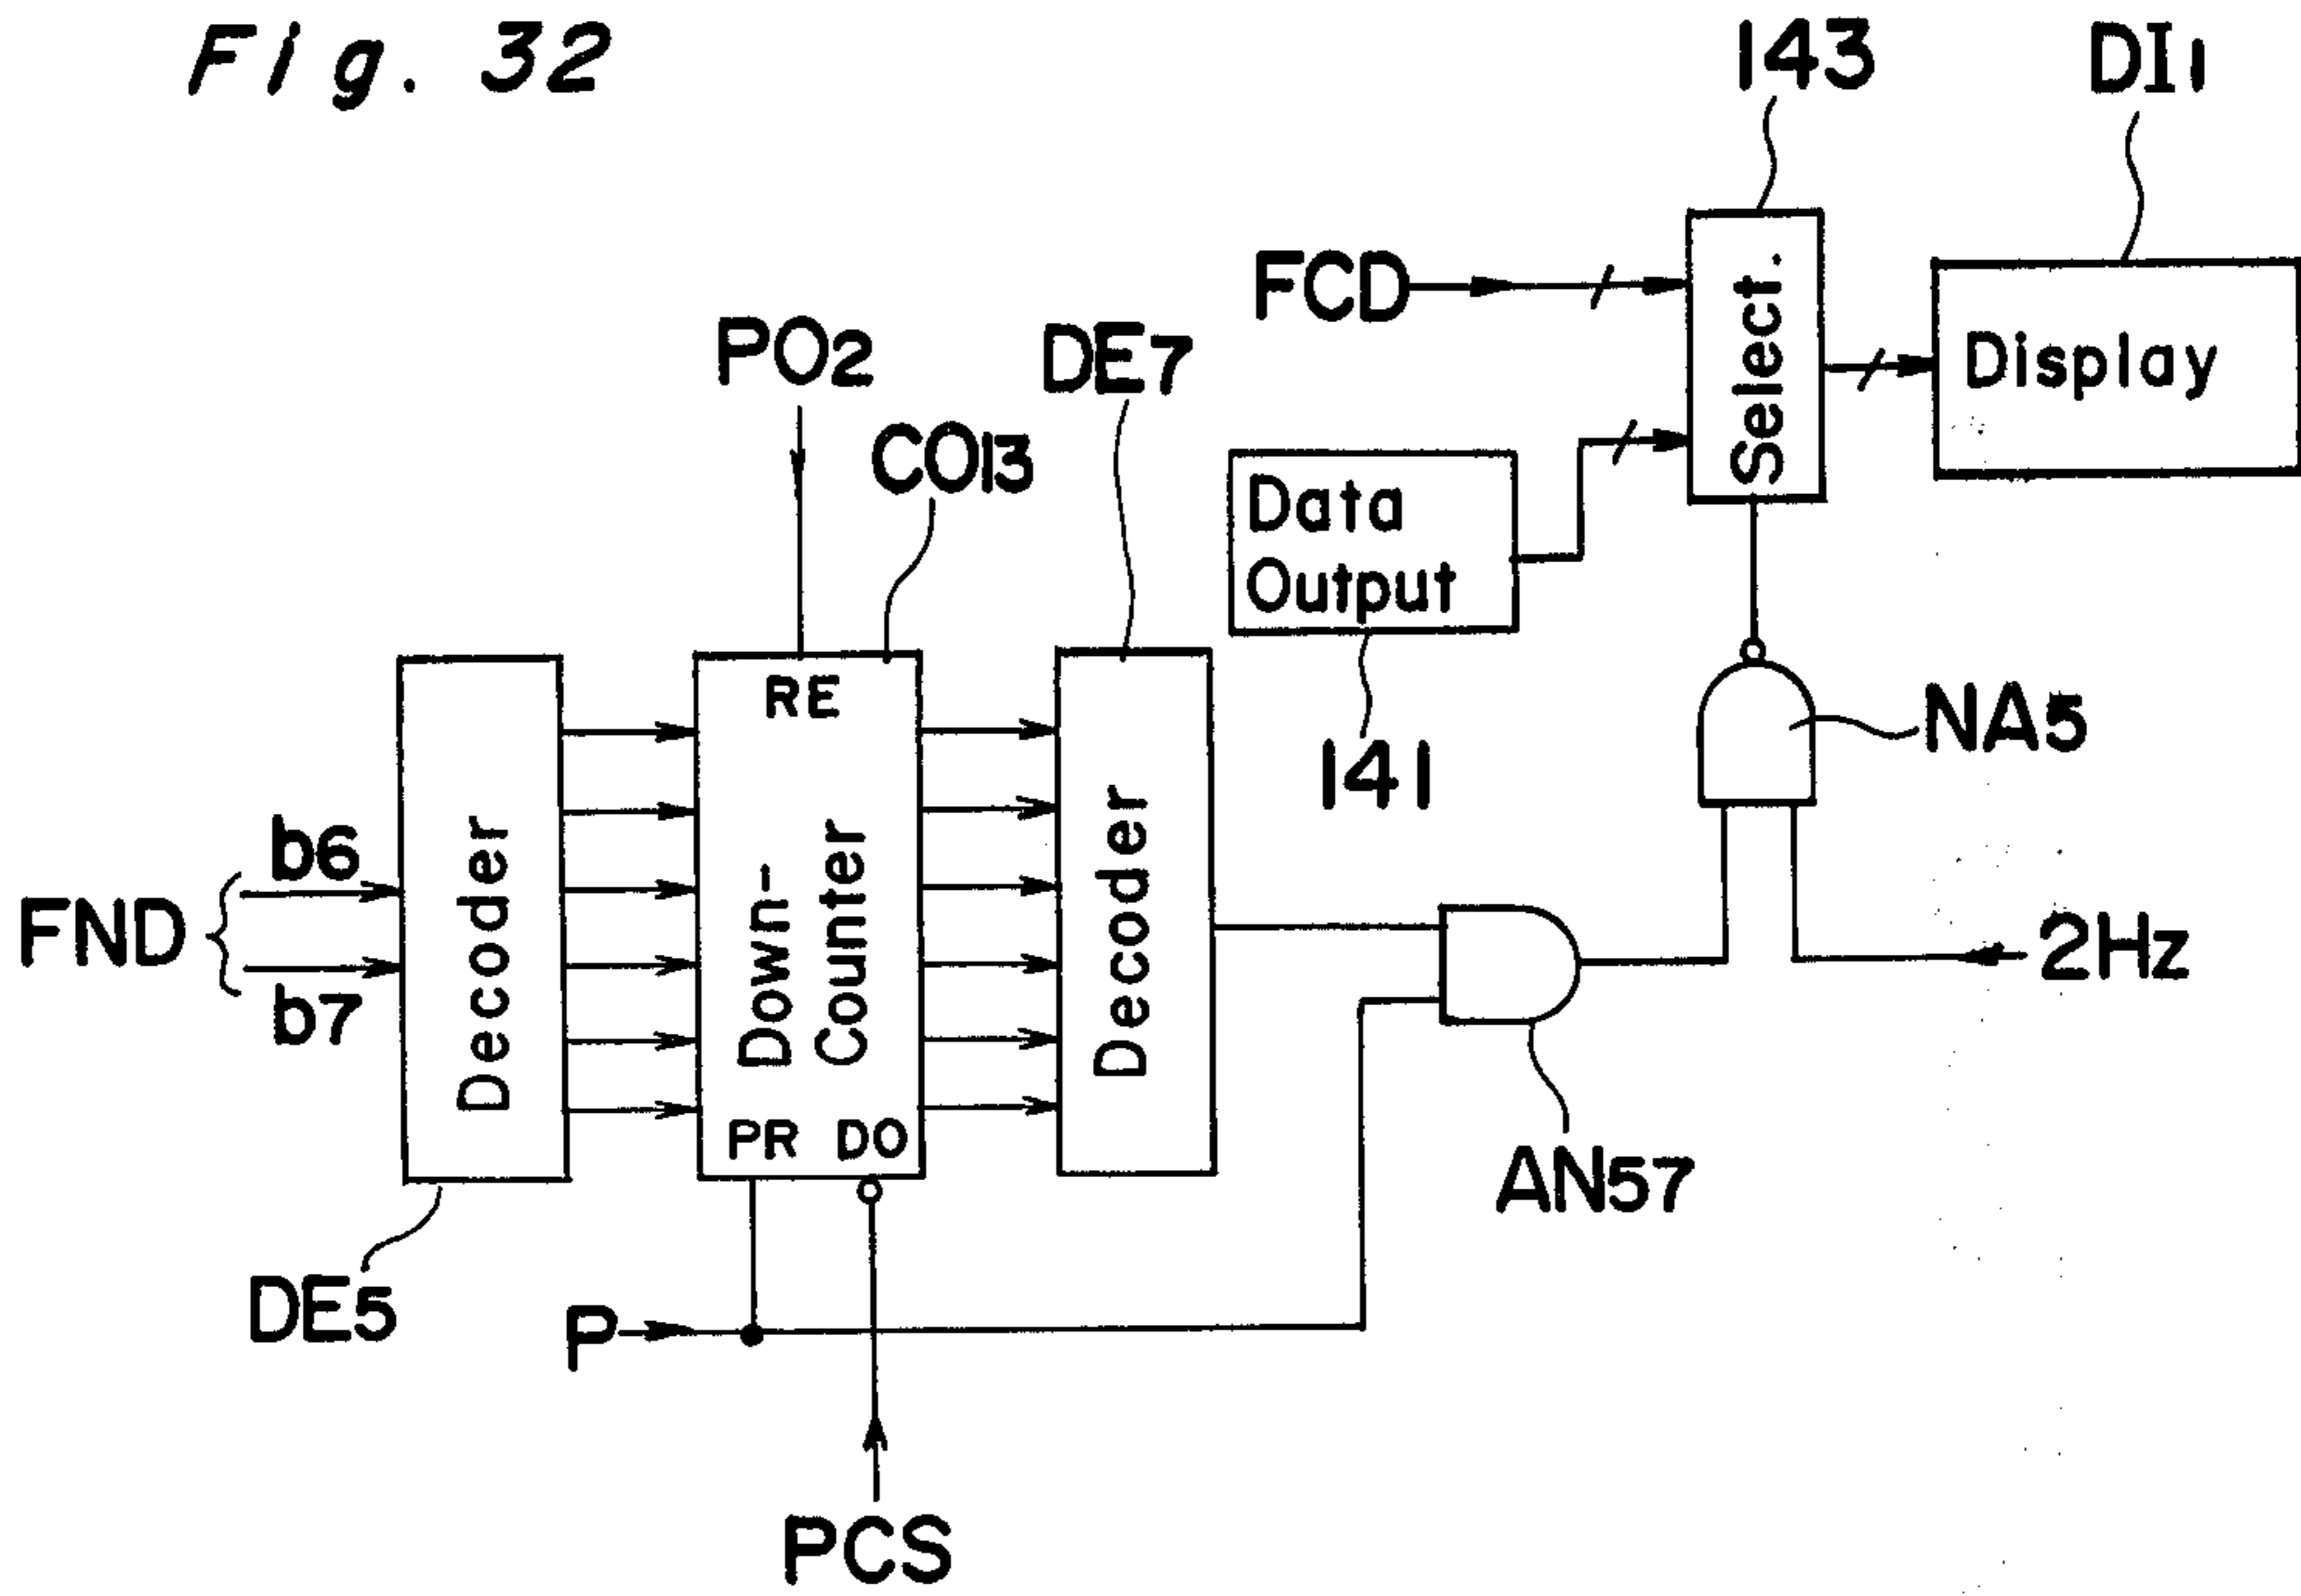 Fig. 32
143
DI1
FCD
Select.
Display
PO2
DE7
CO13
Data
Output
141
RE
NA5
b6
FND
b7
Decoder
Down-
Counter
Decoder
2Hz
PR DO
AN57
DE5
P
PCS